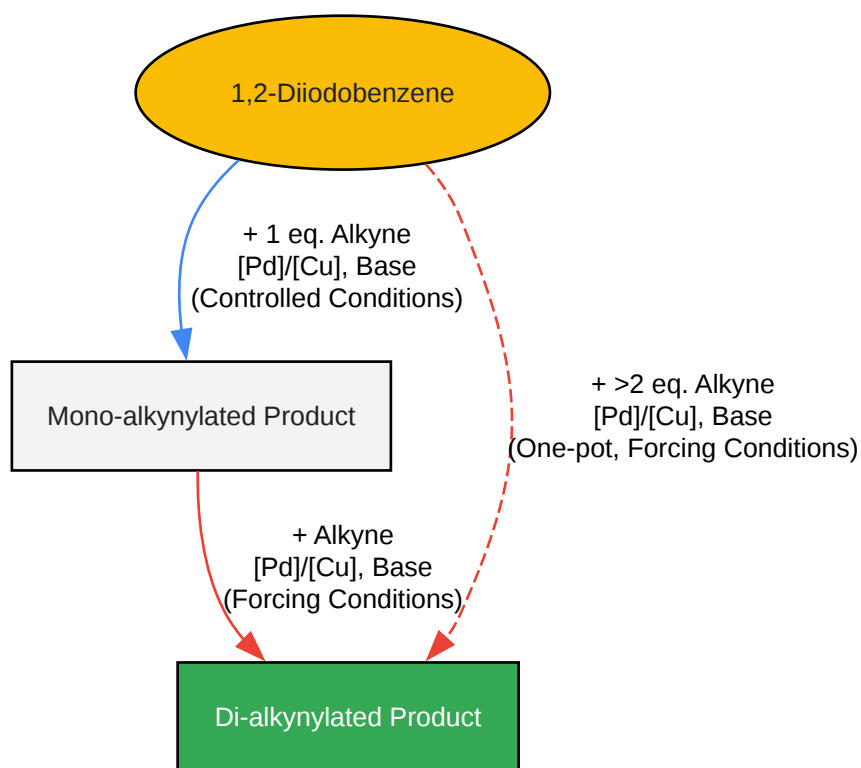 1,2-Diiodobenzene
+ 1 eq. Alkyne
[Pd]/[Cu], Base
(Controlled Conditions)
Mono-alkynylated Product
+ >2 eq. Alkyne
[Pd]/[Cu], Base
(One-pot, Forcing Conditions)
+ Alkyne
[Pd]/[Cu], Base
(Forcing Conditions)
Di-alkynylated Product